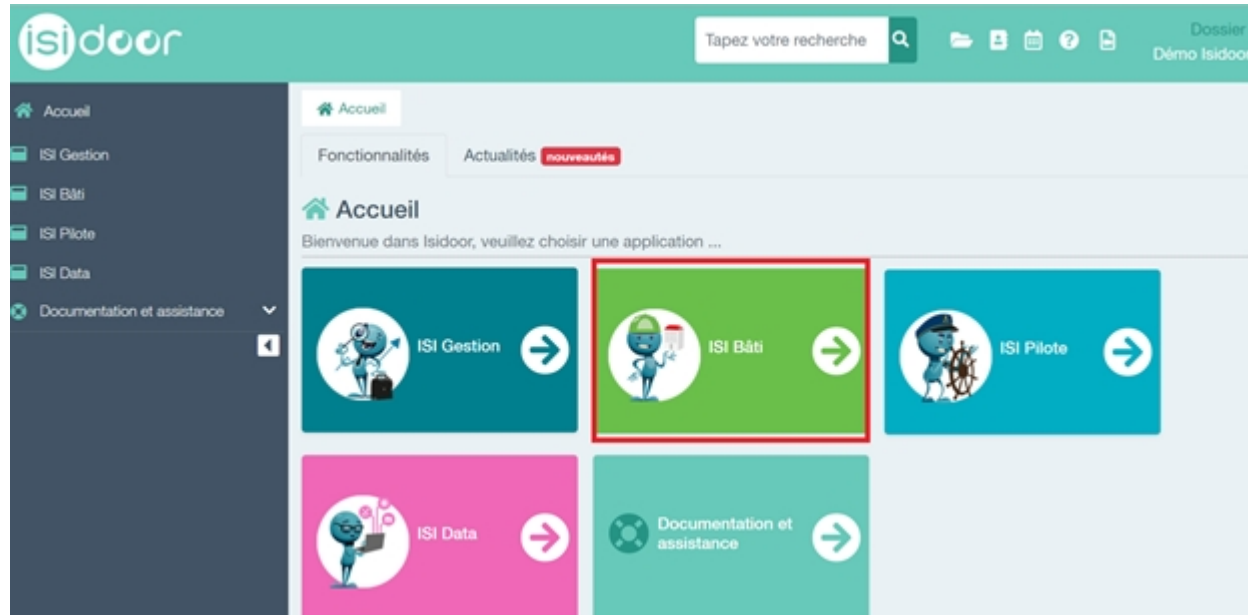 isidoor
Tapez votre recherche
Dossier
Démo Isidoor
Accueil
ISI Gestion
ISI Bâti
ISI Pilote
ISI Data
Documentation et assistance
Accueil
Fonctionnalités
Actualités nouveautés
Accueil
Bienvenue dans Isidoor, veuillez choisir une application ...
ISI Gestion
ISI Bâti
ISI Pilote
ISI Data
Documentation et
assistance